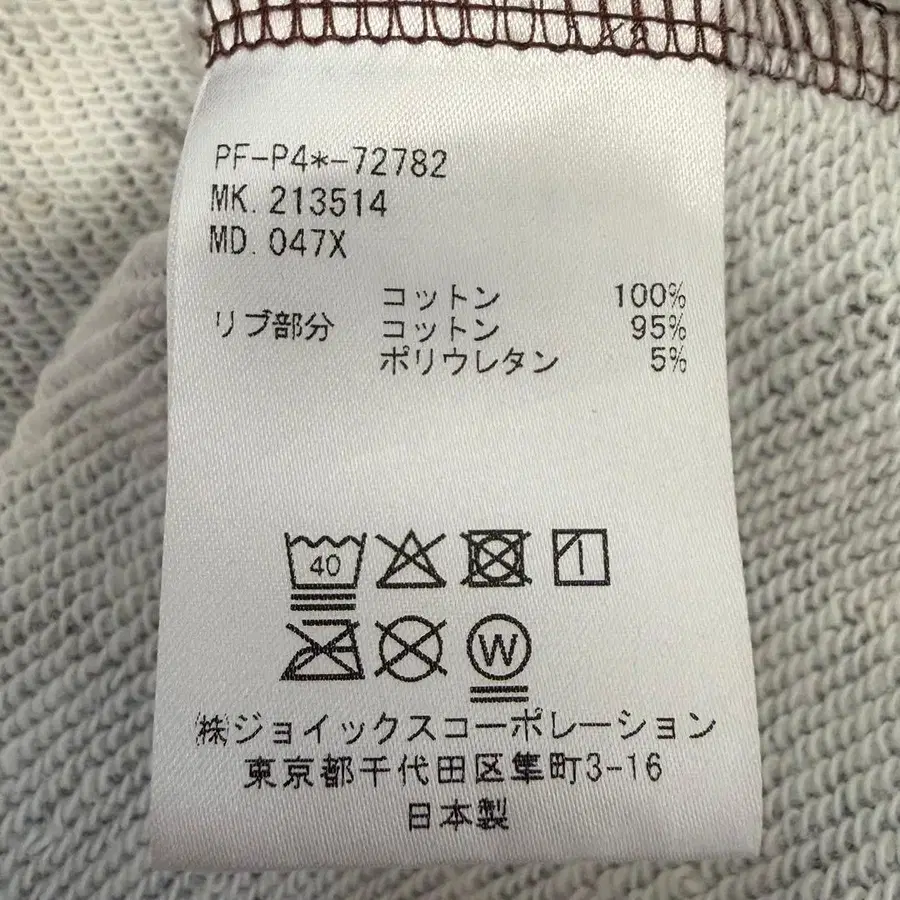 PF-P4*-72782
MK. 213514
MD. 047X
コットン 100%
リブ部分 コットン 95%
ポリウレタン 5%
40
W
㈱ジョイックスコーポレーション
東京都千代田区隼町3-16
日本製